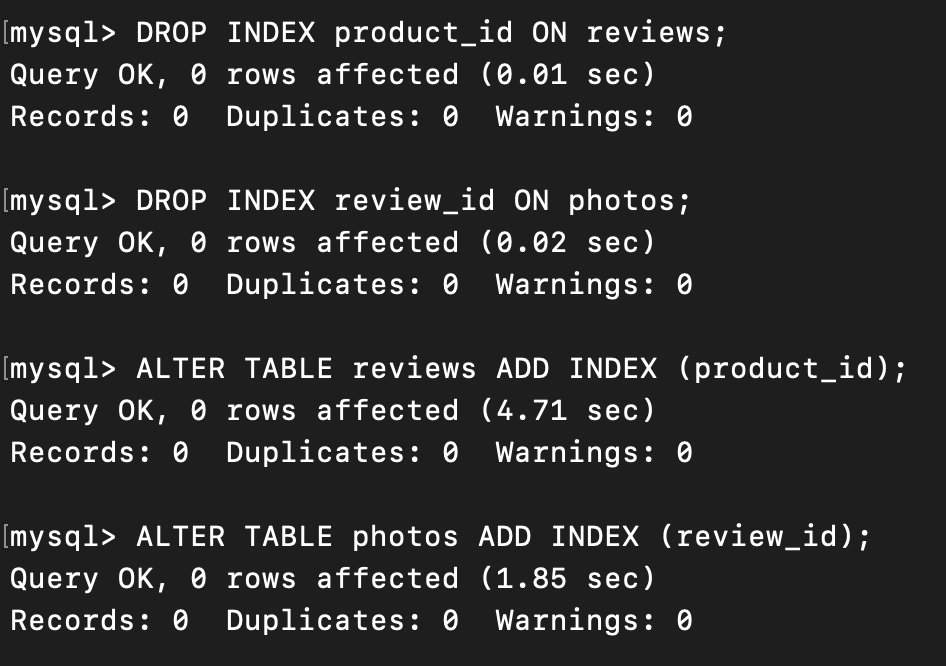 [mysql> DROP INDEX product_id ON reviews;
Query OK, 0 rows affected (0.01 sec)
Records: 0  Duplicates: 0  Warnings: 0

[mysql> DROP INDEX review_id ON photos;
Query OK, 0 rows affected (0.02 sec)
Records: 0  Duplicates: 0  Warnings: 0

[mysql> ALTER TABLE reviews ADD INDEX (product_id);
Query OK, 0 rows affected (4.71 sec)
Records: 0  Duplicates: 0  Warnings: 0

[mysql> ALTER TABLE photos ADD INDEX (review_id);
Query OK, 0 rows affected (1.85 sec)
Records: 0  Duplicates: 0  Warnings: 0